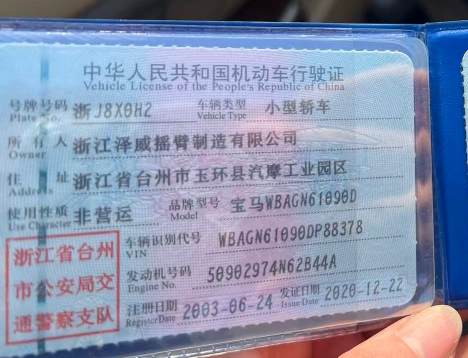 中华人民共和国机动车行驶证
Vehicle License of the People's Republic of China
号牌号码 浙J8X0H2 车辆类型 小型轿车
Plate No. Vehicle Type
所有人 浙江泽威摇臂制造有限公司
Owner
住址 浙江省台州市玉环县汽摩工业园区
Address
使用性质 非营运 品牌型号 宝马WBAGN61090D
Use Character Model
浙江省台州市公安局交通警察支队
车辆识别代号 WBAGN61090DP88378
VIN
发动机号码 50902974N62B44A
Engine No.
注册日期 2003-06-24 发证日期 2020-12-22
Register Date Issue Date